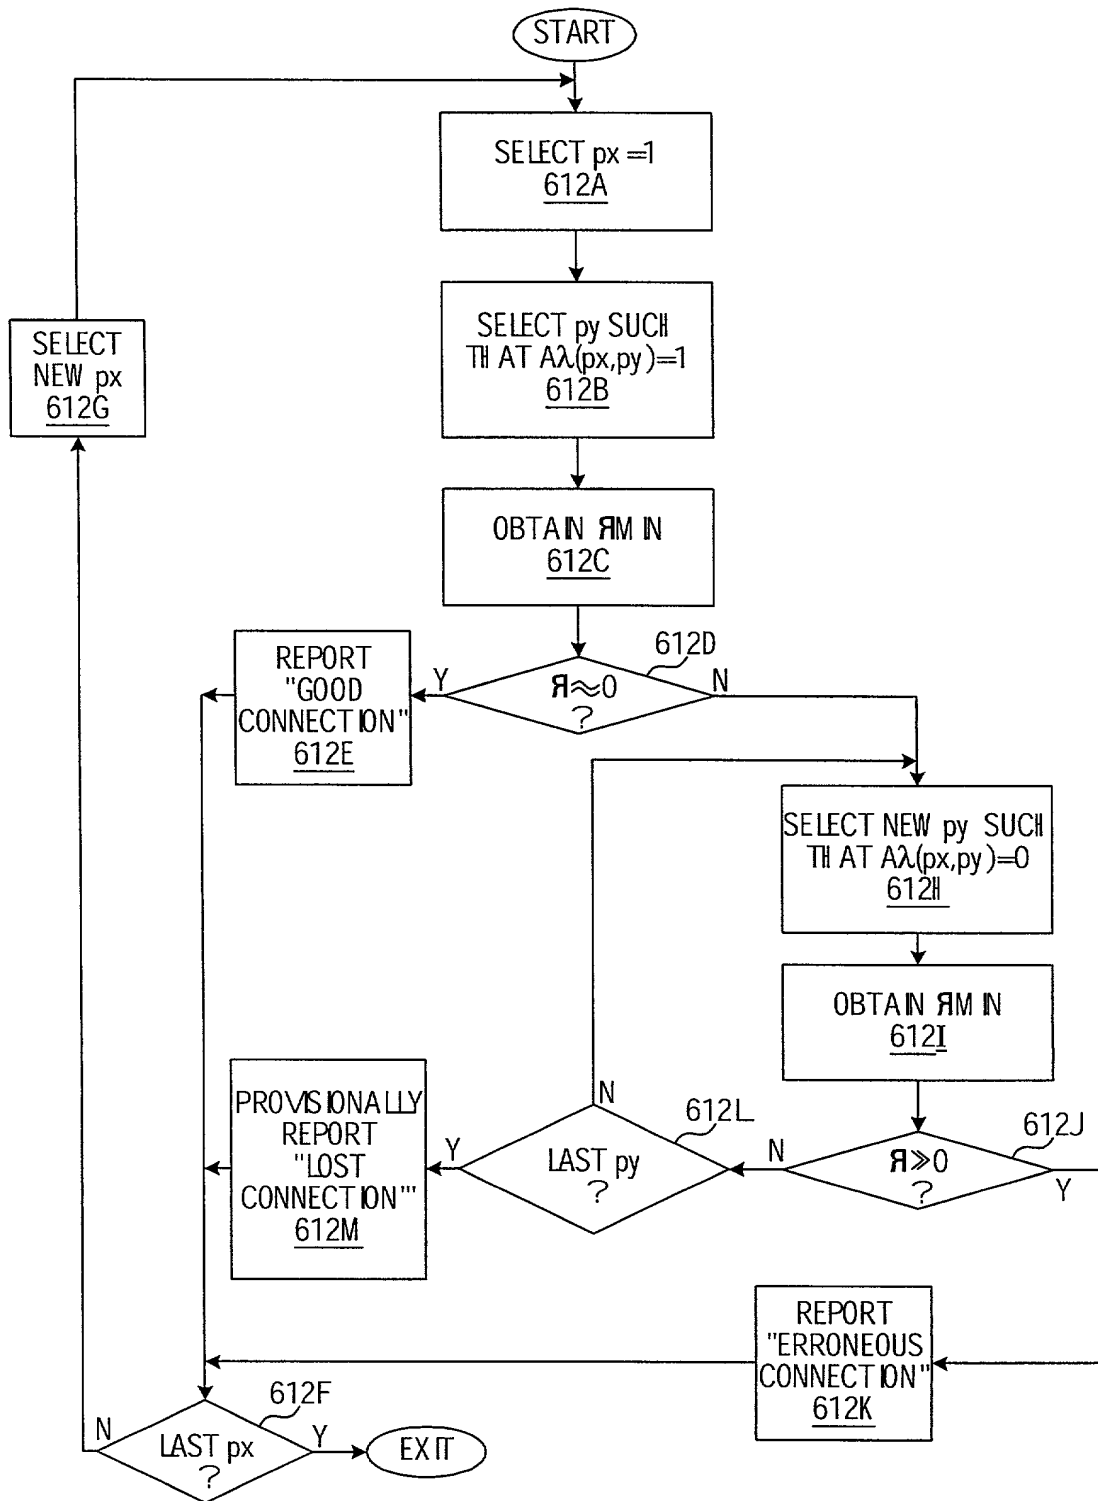 START
SELECT px =1
612A
SELECT py SUCH
THAT Aλ(px,py)=1
612B
SELECT
NEW px
612G
OBTAIN ЯMIN
612C
612D
Я≈0
?
Y
N
REPORT
"GOOD
CONNECTION"
612E
SELECT NEW py SUCH
THAT Aλ(px,py)=0
612H
OBTAIN ЯMIN
612I
612J
Я≫0
?
N
Y
612L
LAST py
?
N
Y
PROVISIONALLY
REPORT
"LOST
CONNECTION"
612M
REPORT
"ERRONEOUS
CONNECTION"
612K
612F
LAST px
?
N
Y
EXIT